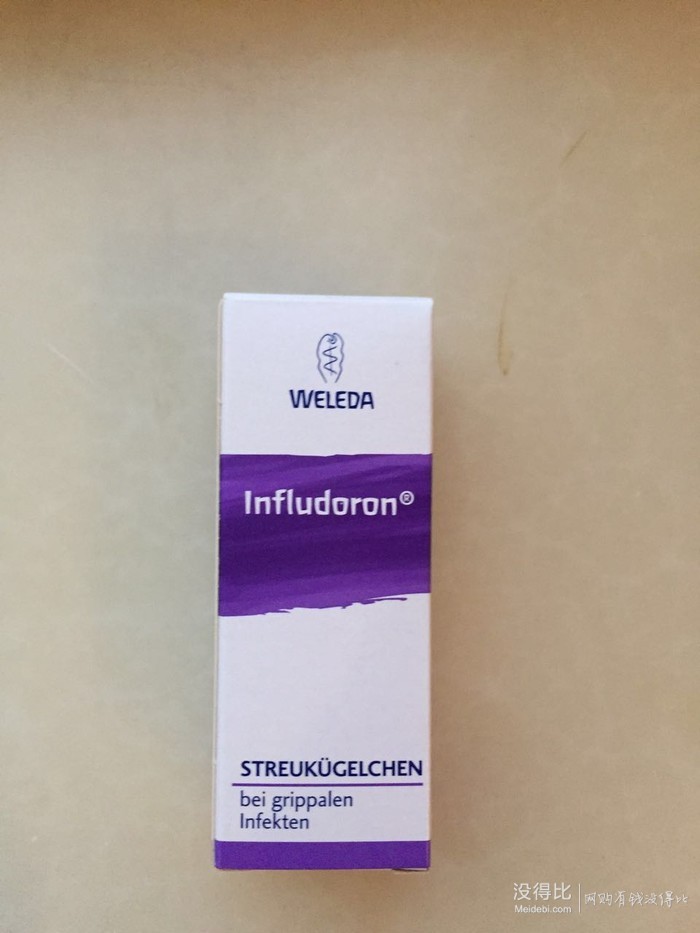 WELEDA
Infludoron®
STREUKÜGELCHEN
bei grippalen
Infekten
没得比
Meidebi.com
网购有钱没得比